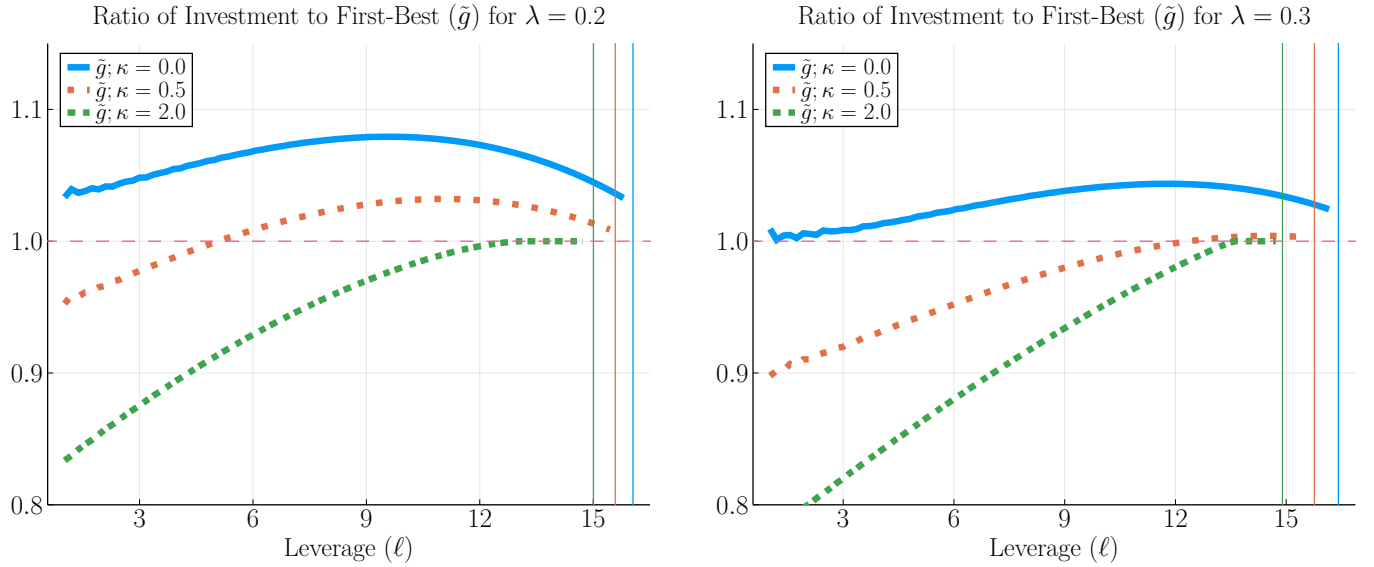 Ratio of Investment to First-Best (g̃) for λ = 0.2
g̃; κ = 0.0
g̃; κ = 0.5
g̃; κ = 2.0
1.1
1.0
0.9
0.8
3 6 9 12 15
Leverage (ℓ)
Ratio of Investment to First-Best (g̃) for λ = 0.3
g̃; κ = 0.0
g̃; κ = 0.5
g̃; κ = 2.0
1.1
1.0
0.9
0.8
3 6 9 12 15
Leverage (ℓ)